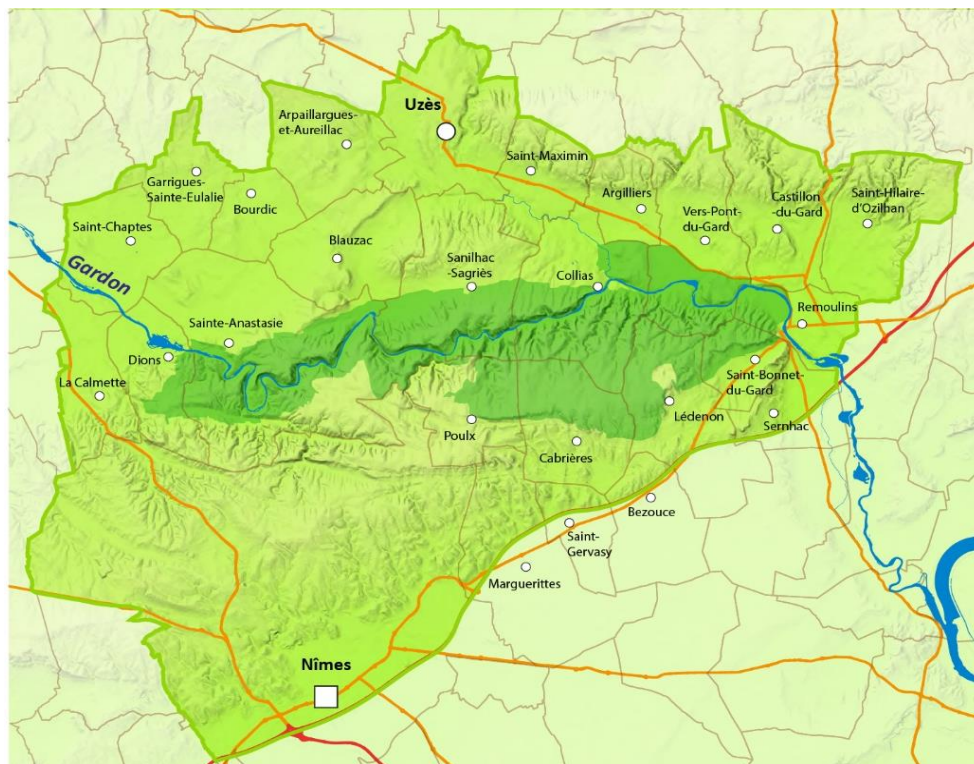 Uzès
Arpaillargues-
et-Aureillac
Saint-Maximin
Garrigues-
Sainte-Eulalie
Bourdic
Argilliers
Castillon
-du-Gard
Saint-Hilaire-
d'Ozilhan
Vers-Pont-
du-Gard
Saint-Chaptes
Blauzac
Sanilhac
-Sagriès
Collias
Gardon
Sainte-Anastasie
Remoulins
Dions
La Calmette
Saint-Bonnet-
du-Gard
Lédenon
Sernhac
Poulx
Cabrières
Bezouce
Saint-
Gervasy
Marguerittes
Nîmes